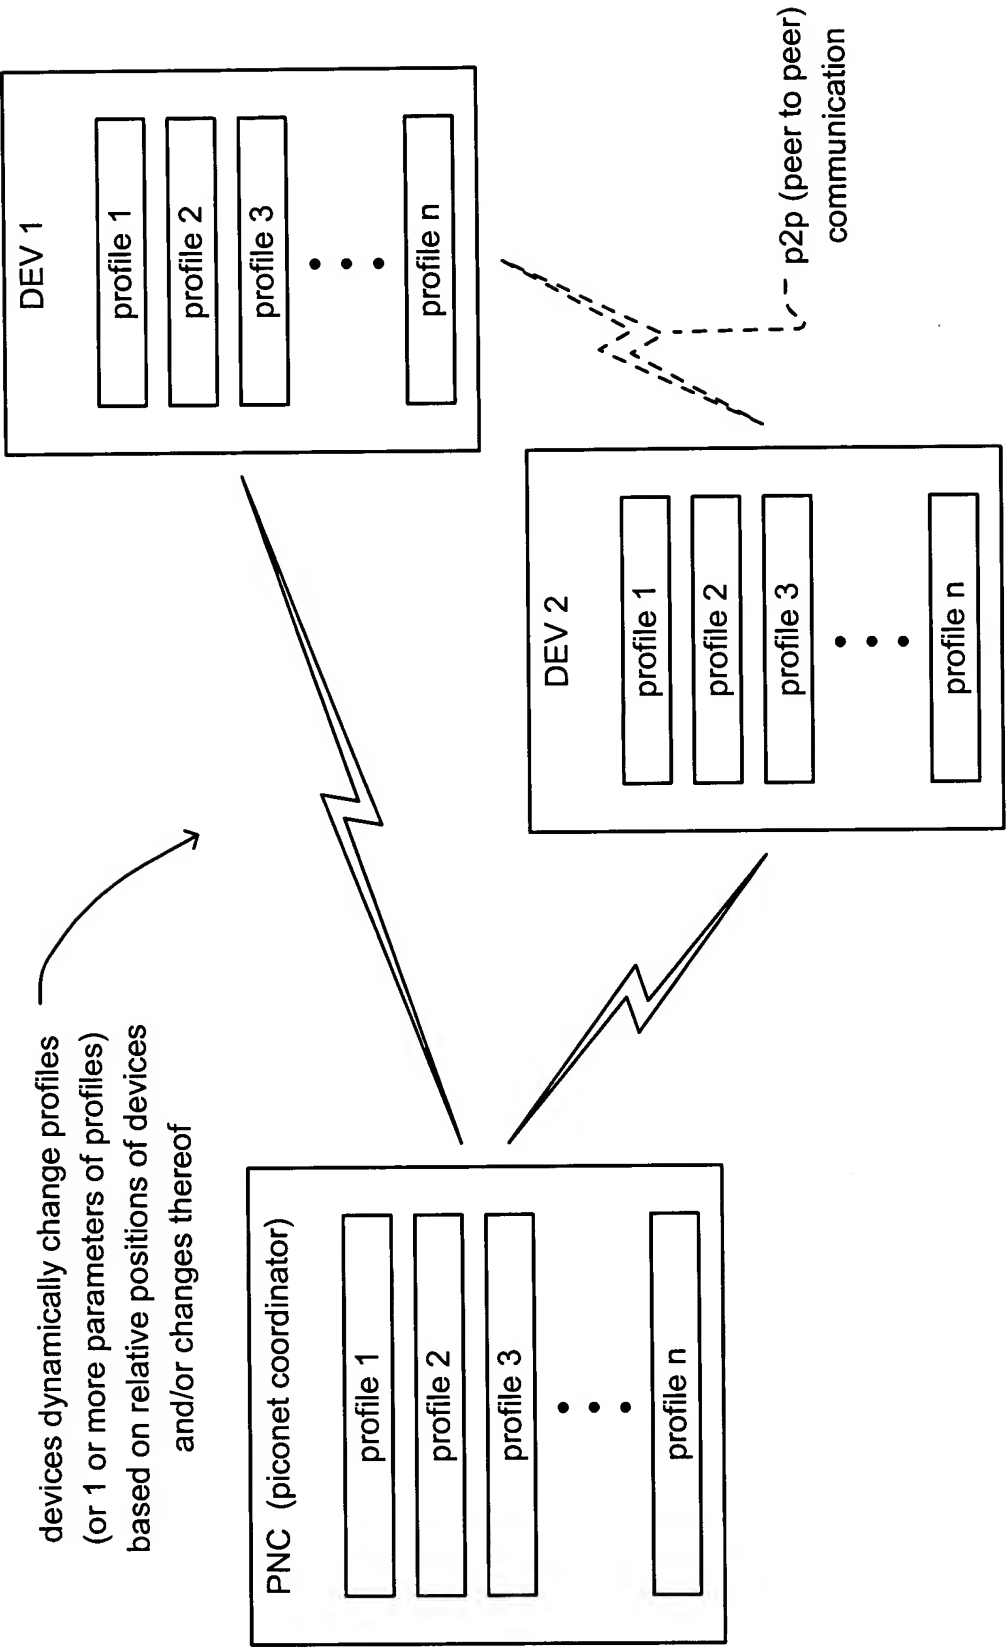 devices dynamically change profiles
(or 1 or more parameters of profiles)
based on relative positions of devices
and/or changes thereof
PNC (piconet coordinator)
profile 1
profile 2
profile 3
profile n
DEV 1
profile 1
profile 2
profile 3
profile n
DEV 2
profile 1
profile 2
profile 3
profile n
p2p (peer to peer)
communication